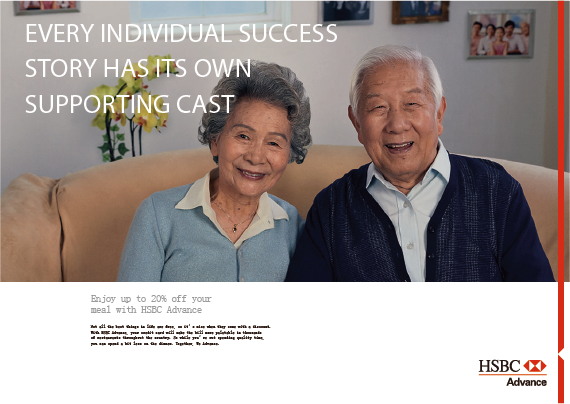 EVERY INDIVIDUAL SUCCESS
STORY HAS ITS OWN
SUPPORTING CAST
Enjoy up to 20% off your
meal with HSBC Advance
Not all the best things in life are free, so it's nice when they come with a discount.
With HSBC Advance, your credit card will make the bill more palatable in thousands
of restaurants throughout the country. So while you're out spending quality time,
you can spend a bit less on the dinner. Together, We Advance.
HSBC
Advance